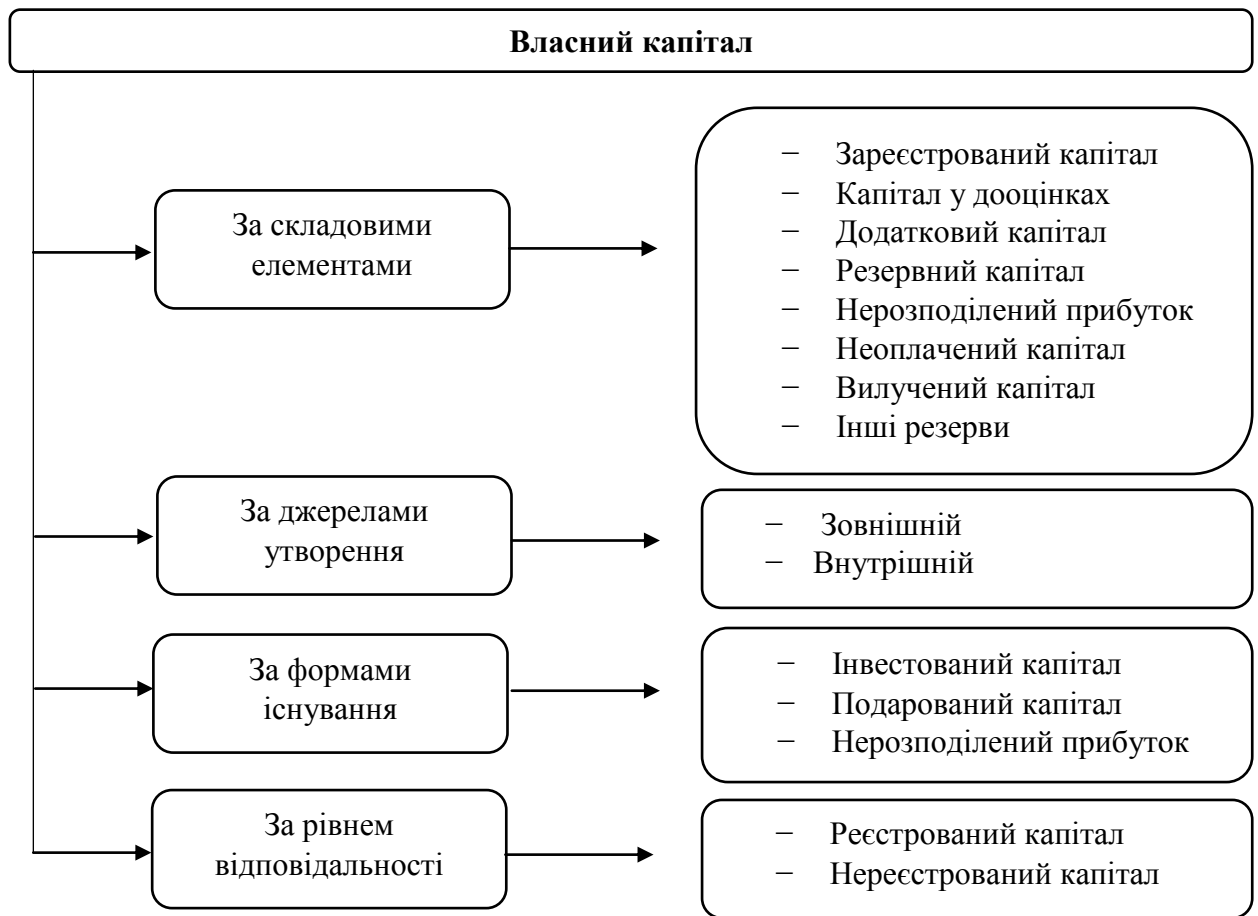 Власний капітал
За складовими
елементами
− Зареєстрований капітал
− Капітал у дооцінках
− Додатковий капітал
− Резервний капітал
− Нерозподілений прибуток
− Неоплачений капітал
− Вилучений капітал
− Інші резерви
За джерелами
утворення
− Зовнішній
− Внутрішній
За формами
існування
− Інвестований капітал
− Подарований капітал
− Нерозподілений прибуток
За рівнем
відповідальності
− Реєстрований капітал
− Нереєстрований капітал